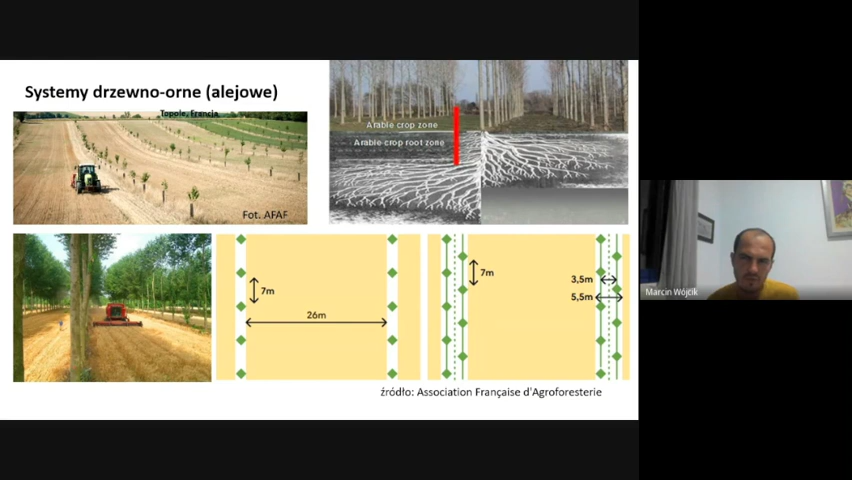 Systemy drzewno-orne (alejowe)
Topole, Francja
Fot. AFAF
Arable crop zone
Arable crop root zone
7m
26m
7m
3,5m
5,5m
źródło: Association Française d'Agroforesterie
Marcin Wójcik